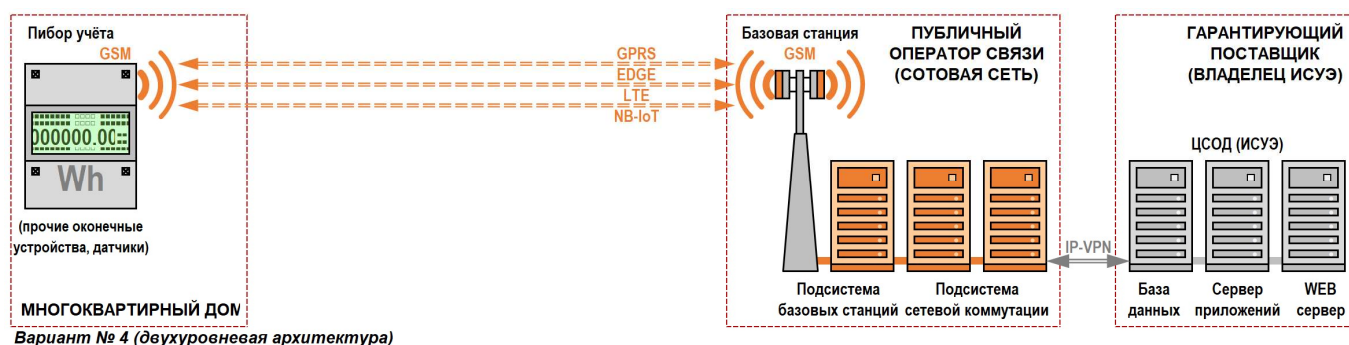 Пибор учёта
GSM
000000.00
Wh
(прочие оконечные
устройства, датчики)
МНОГОКВАРТИРНЫЙ ДОМ
GPRS
EDGE
LTE
NB-IoT
Базовая станция
GSM
ПУБЛИЧНЫЙ
ОПЕРАТОР СВЯЗИ
(СОТОВАЯ СЕТЬ)
Подсистема
базовых станций
Подсистема
сетевой коммутации
IP-VPN
ГАРАНТИРУЮЩИЙ
ПОСТАВЩИК
(ВЛАДЕЛЕЦ ИСУЭ)
ЦСОД (ИСУЭ)
База
данных
Сервер
приложений
WEB
сервер
Вариант № 4 (двухуровневая архитектура)